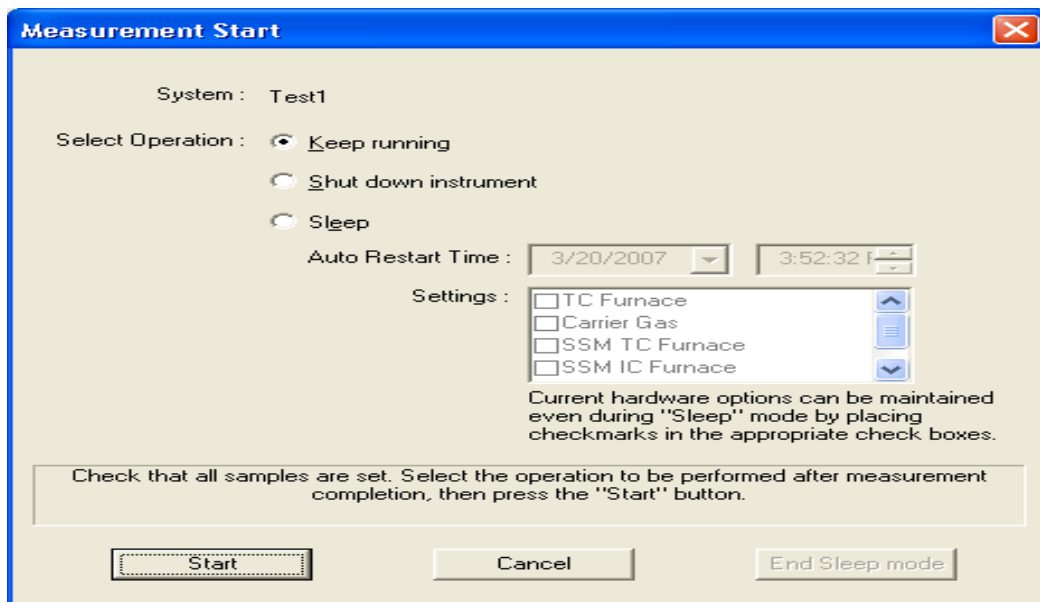 Measurement Start
System : Test1
Select Operation : Keep running
Shut down instrument
Sleep
Auto Restart Time : 3/20/2007 3:52:32
Settings : TC Furnace
Carrier Gas
SSM TC Furnace
SSM IC Furnace
Current hardware options can be maintained
even during "Sleep" mode by placing
checkmarks in the appropriate check boxes.
Check that all samples are set. Select the operation to be performed after measurement
completion, then press the "Start" button.
Start Cancel End Sleep mode